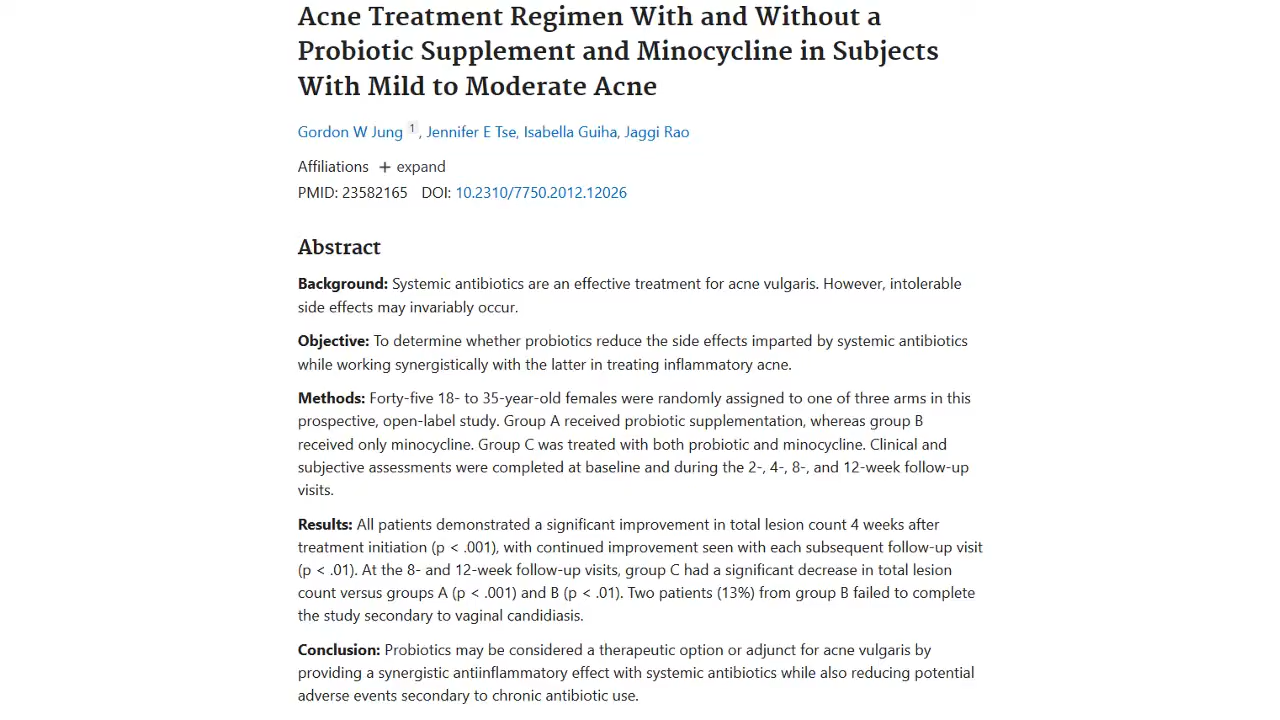 Acne Treatment Regimen With and Without a
Probiotic Supplement and Minocycline in Subjects
With Mild to Moderate Acne
Gordon W Jung 1, Jennifer E Tse, Isabella Guiha, Jaggi Rao
Affiliations + expand
PMID: 23582165 DOI: 10.2310/7750.2012.12026
Abstract
Background: Systemic antibiotics are an effective treatment for acne vulgaris. However, intolerable
side effects may invariably occur.
Objective: To determine whether probiotics reduce the side effects imparted by systemic antibiotics
while working synergistically with the latter in treating inflammatory acne.
Methods: Forty-five 18- to 35-year-old females were randomly assigned to one of three arms in this
prospective, open-label study. Group A received probiotic supplementation, whereas group B
received only minocycline. Group C was treated with both probiotic and minocycline. Clinical and
subjective assessments were completed at baseline and during the 2-, 4-, 8-, and 12-week follow-up
visits.
Results: All patients demonstrated a significant improvement in total lesion count 4 weeks after
treatment initiation (p < .001), with continued improvement seen with each subsequent follow-up visit
(p < .01). At the 8- and 12-week follow-up visits, group C had a significant decrease in total lesion
count versus groups A (p < .001) and B (p < .01). Two patients (13%) from group B failed to complete
the study secondary to vaginal candidiasis.
Conclusion: Probiotics may be considered a therapeutic option or adjunct for acne vulgaris by
providing a synergistic antiinflammatory effect with systemic antibiotics while also reducing potential
adverse events secondary to chronic antibiotic use.